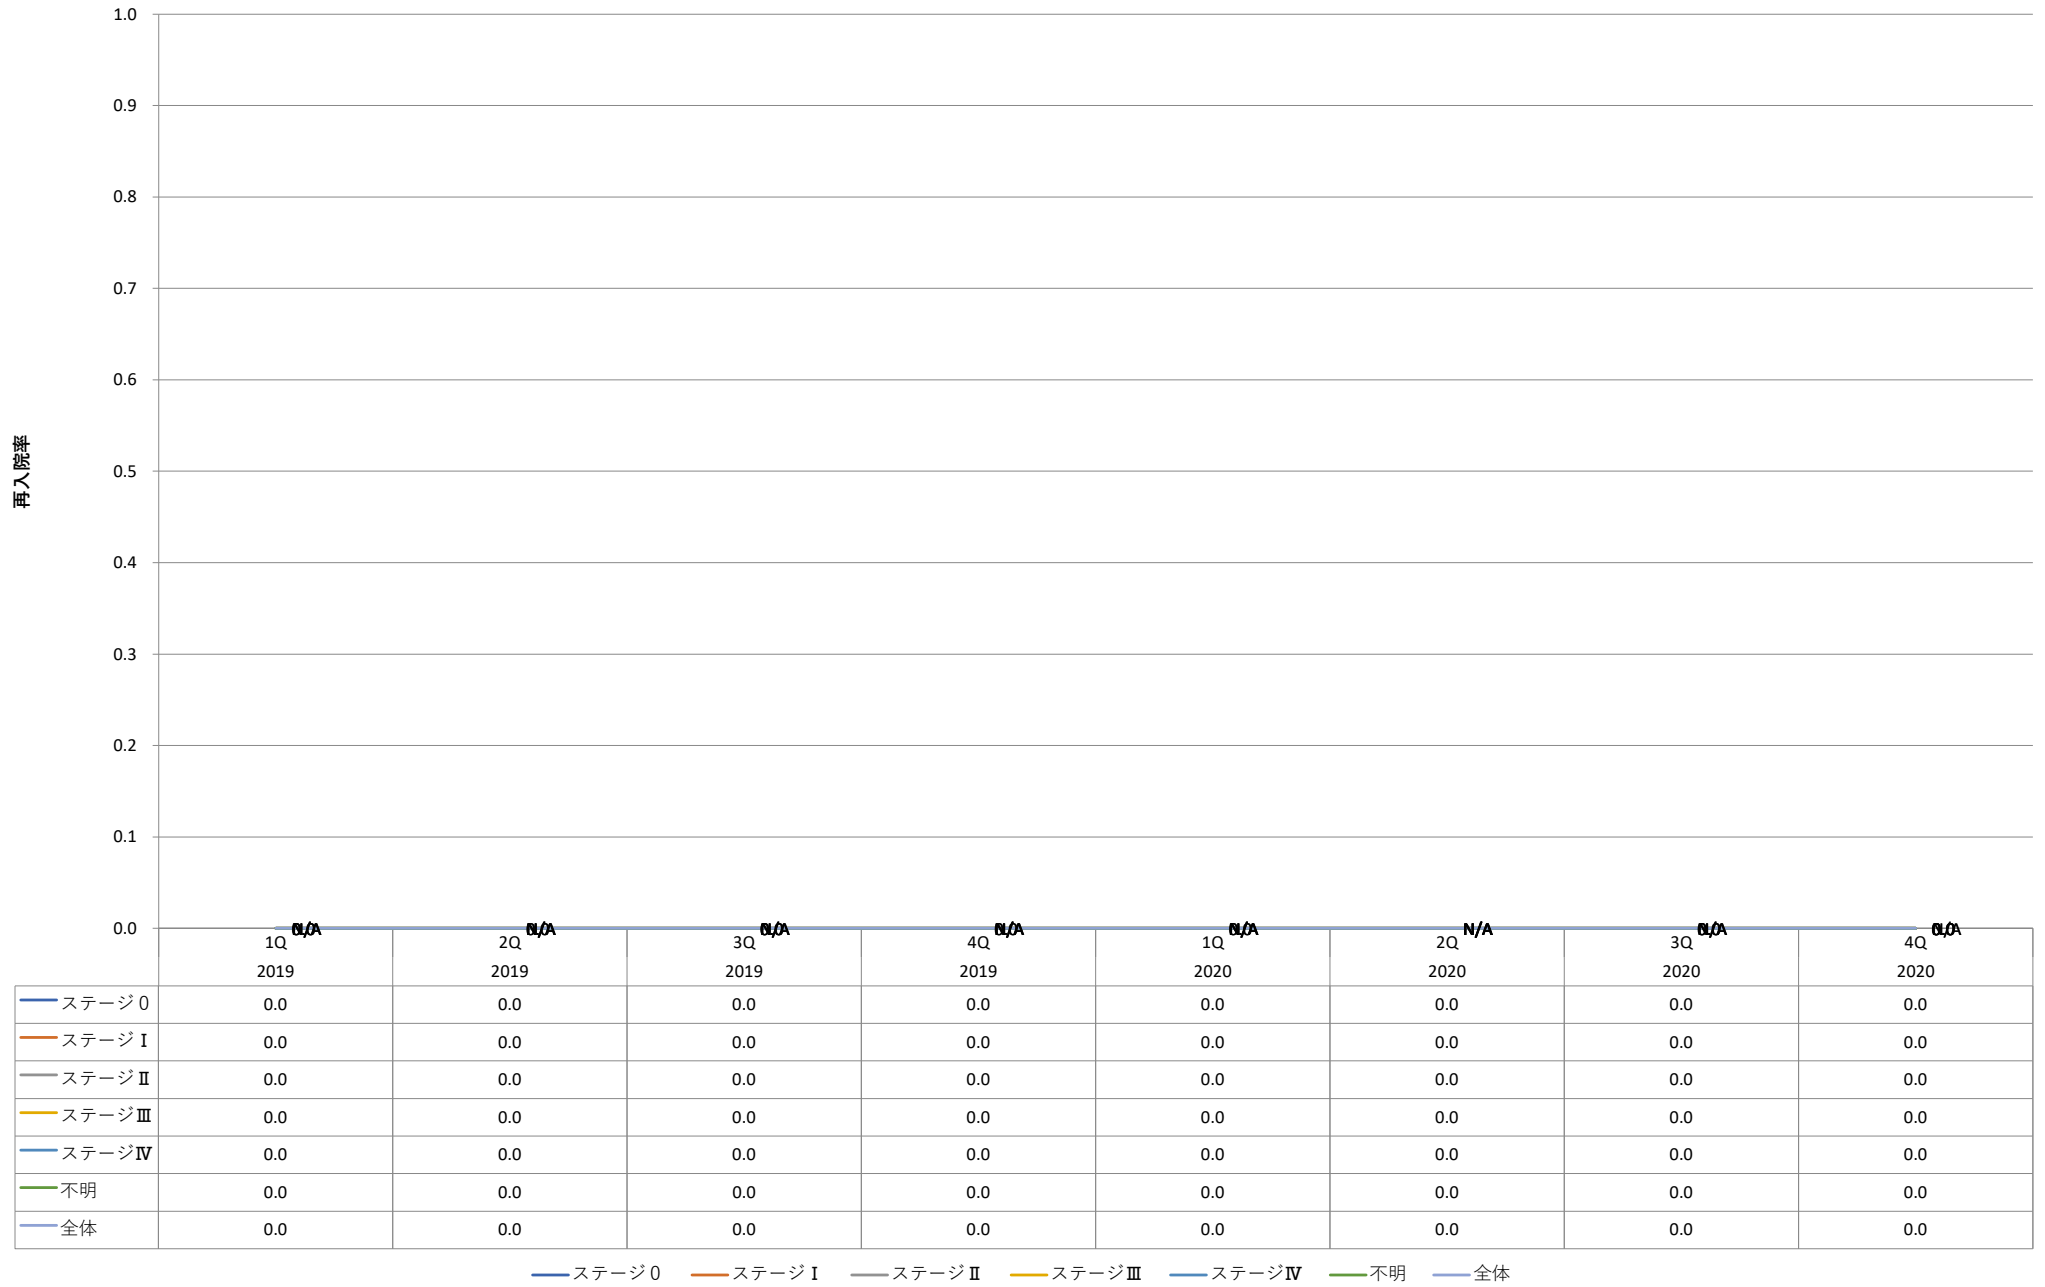 1.0
0.9
0.8
0.7
0.6
0.5
0.4
0.3
0.2
0.1
0.0
再入院率
N/A
1Q 2Q 3Q 4Q 1Q 2Q 3Q 4Q
2019 2019 2019 2019 2020 2020 2020 2020
ステージ0 0.0 0.0 0.0 0.0 0.0 0.0 0.0 0.0
ステージⅠ 0.0 0.0 0.0 0.0 0.0 0.0 0.0 0.0
ステージⅡ 0.0 0.0 0.0 0.0 0.0 0.0 0.0 0.0
ステージⅢ 0.0 0.0 0.0 0.0 0.0 0.0 0.0 0.0
ステージⅣ 0.0 0.0 0.0 0.0 0.0 0.0 0.0 0.0
不明 0.0 0.0 0.0 0.0 0.0 0.0 0.0 0.0
全体 0.0 0.0 0.0 0.0 0.0 0.0 0.0 0.0
ステージ0 ステージⅠ ステージⅡ ステージⅢ ステージⅣ 不明 全体